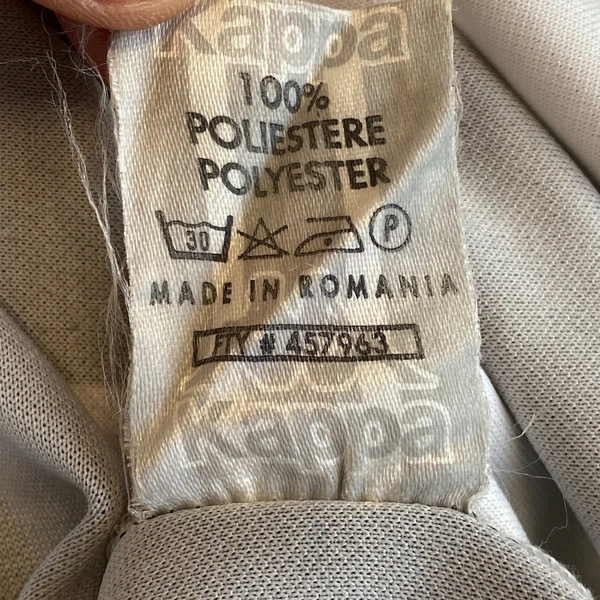 Kappa
100%
POLIESTERE
POLYESTER
30 P
MADE IN ROMANIA
FTY # 457963
Kappa